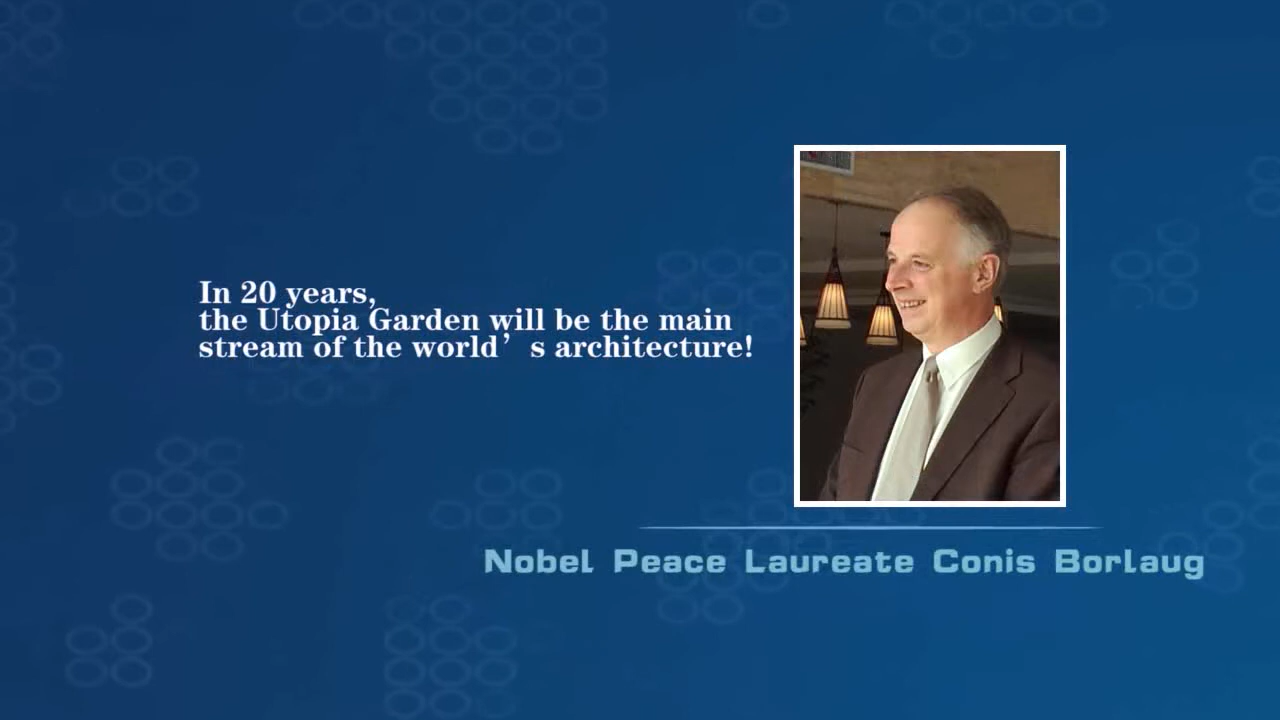 In 20 years,
the Utopia Garden will be the main
stream of the world’s architecture!
Nobel Peace Laureate Conis Borlaug